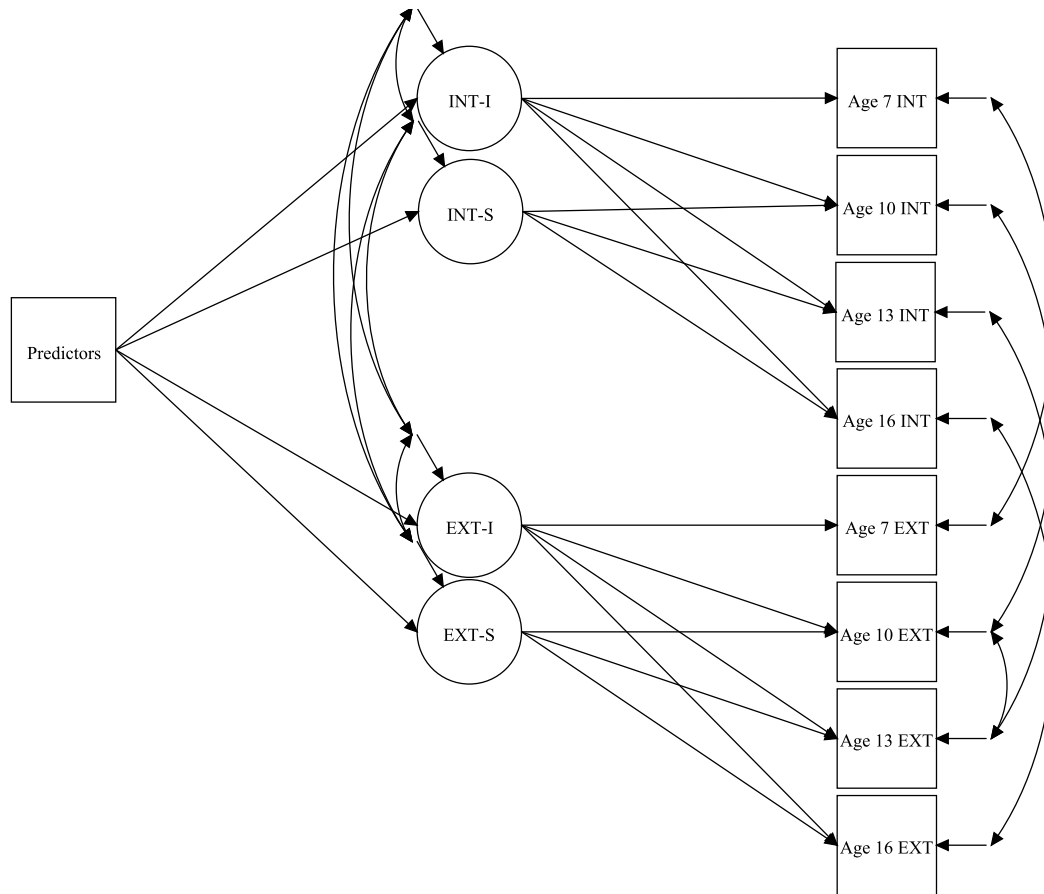 INT-I
Age 7 INT
Age 10 INT
INT-S
Age 13 INT
Predictors
Age 16 INT
EXT-I
Age 7 EXT
EXT-S
Age 10 EXT
Age 13 EXT
Age 16 EXT